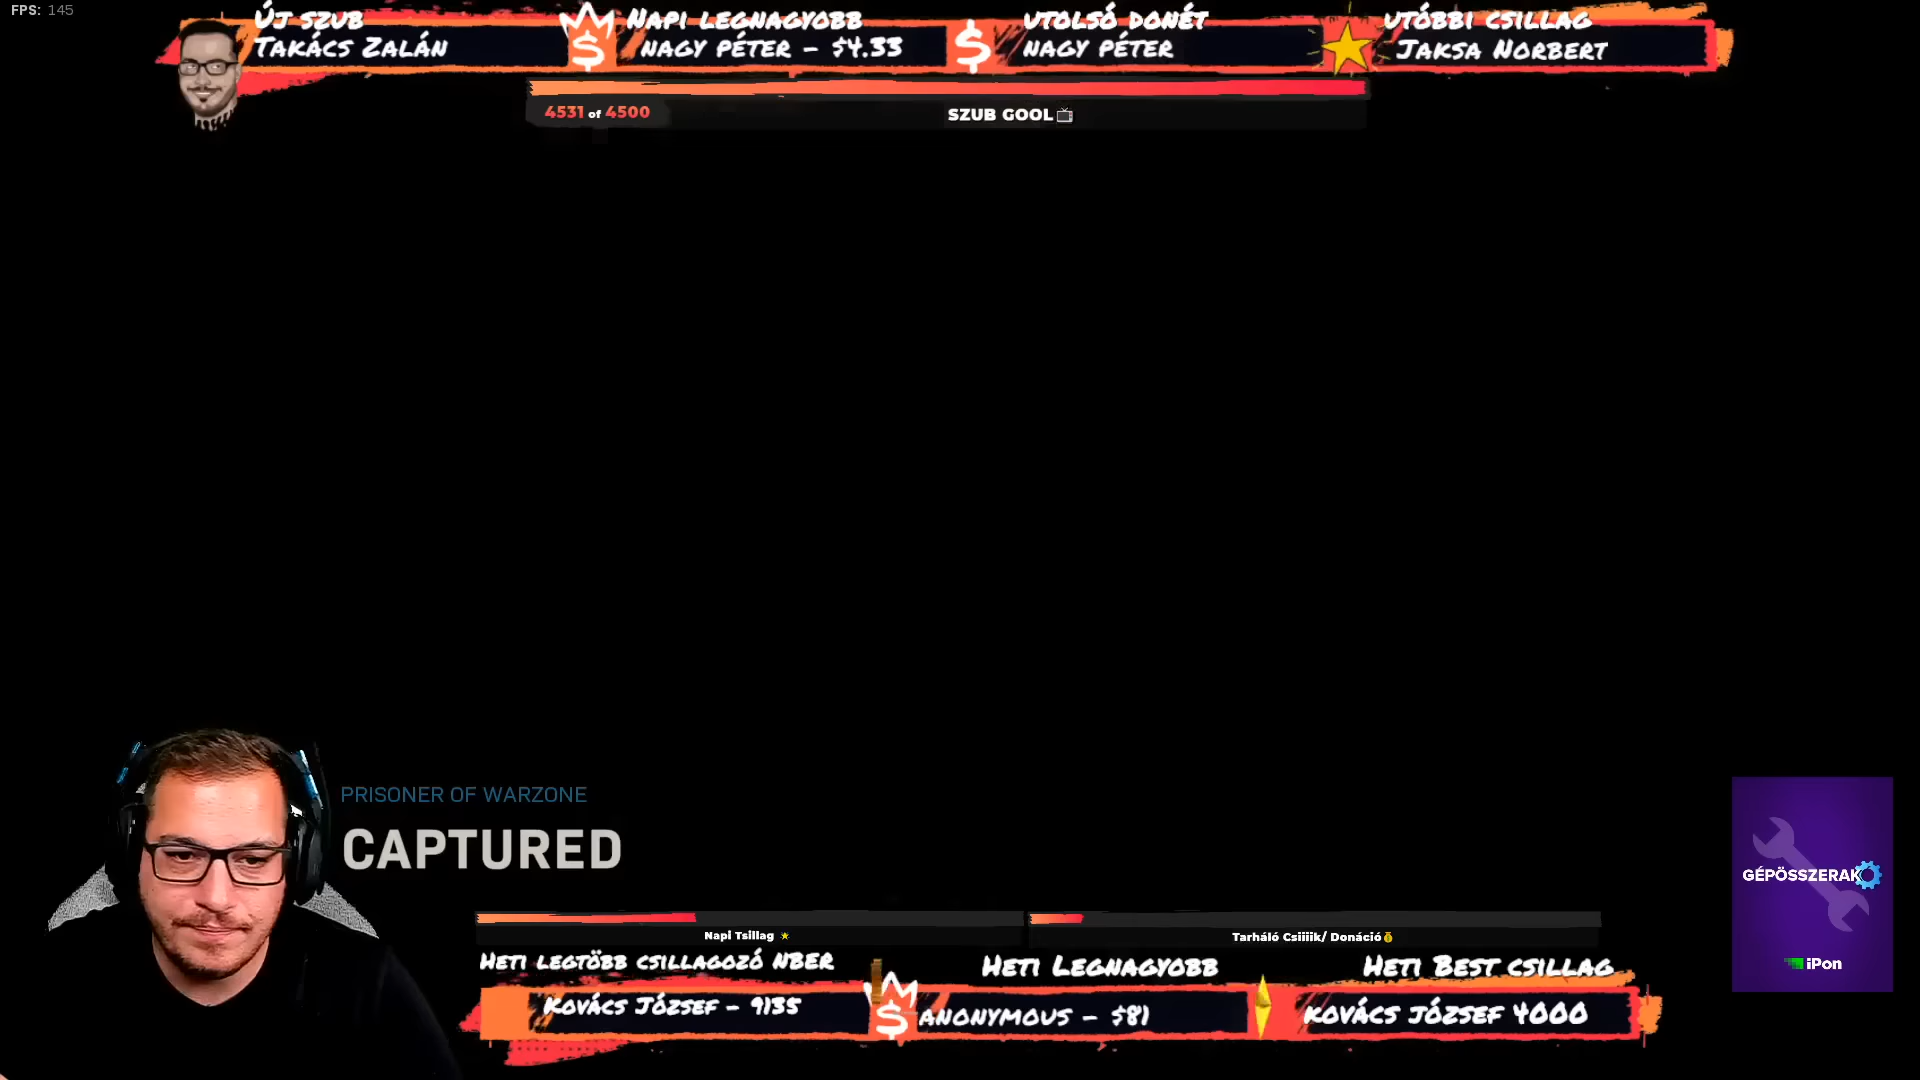 FPS: 145
ÚJ SZUB
TAKÁCS ZALÁN
NAPI LEGNAGYOBB
NAGY PÉTER - $4.33
UTOLSÓ DONÉT
NAGY PÉTER
UTÓBBI CSILLAG
JAKSA NORBERT
4531 of 4500
SZUB GOOL
PRISONER OF WARZONE
CAPTURED
GÉPÖSSZERAK
iPon
Napi Tsillag
Tarháló Csiiiik/ Donáció
HETI LEGTÖBB CSILLAGOZÓ NBER
KOVÁCS JÓZSEF - 9135
HETI LEGNAGYOBB
ANONYMOUS - $81
HETI BEST CSILLAG
KOVÁCS JÓZSEF 4000